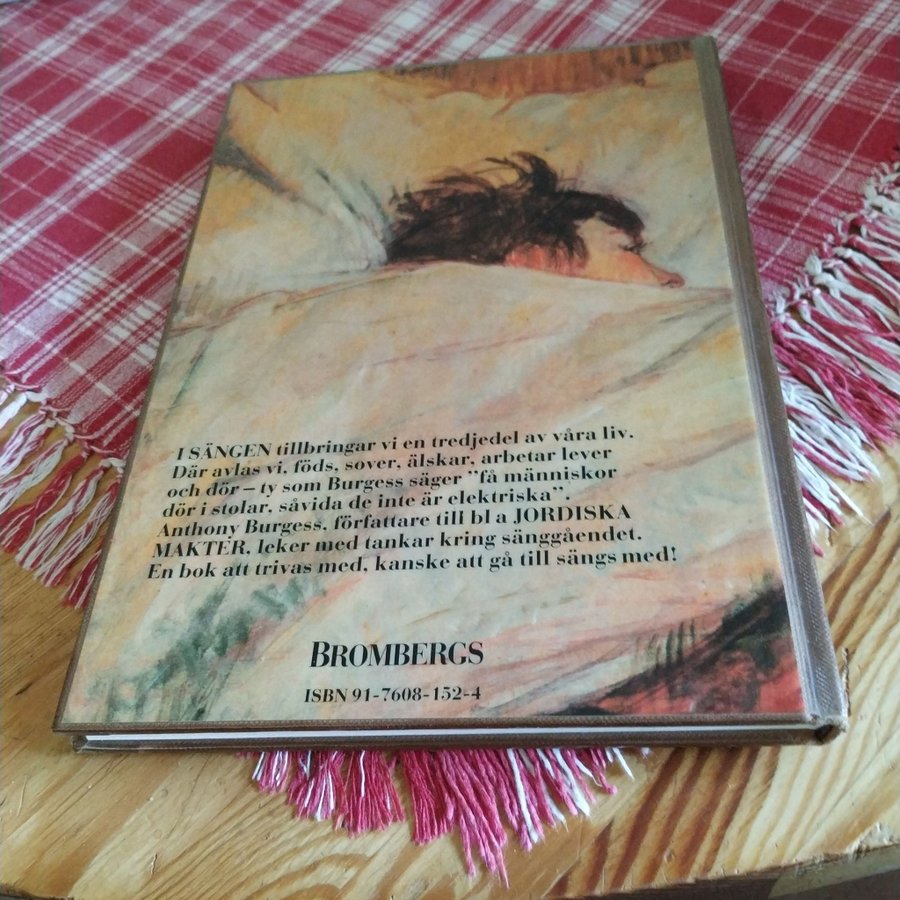 I SÄNGEN tillbringar vi en tredjedel av våra liv.
Där avlas vi, föds, sover, älskar, arbetar lever
och dör – ty som Burgess säger "få människor
dör i stolar, såvida de inte är elektriska".
Anthony Burgess, författare till bl a JORDISKA
MAKTER, leker med tankar kring sänggåendet.
En bok att trivas med, kanske att gå till sängs med!
BROMBERGS
ISBN 91-7608-152-4